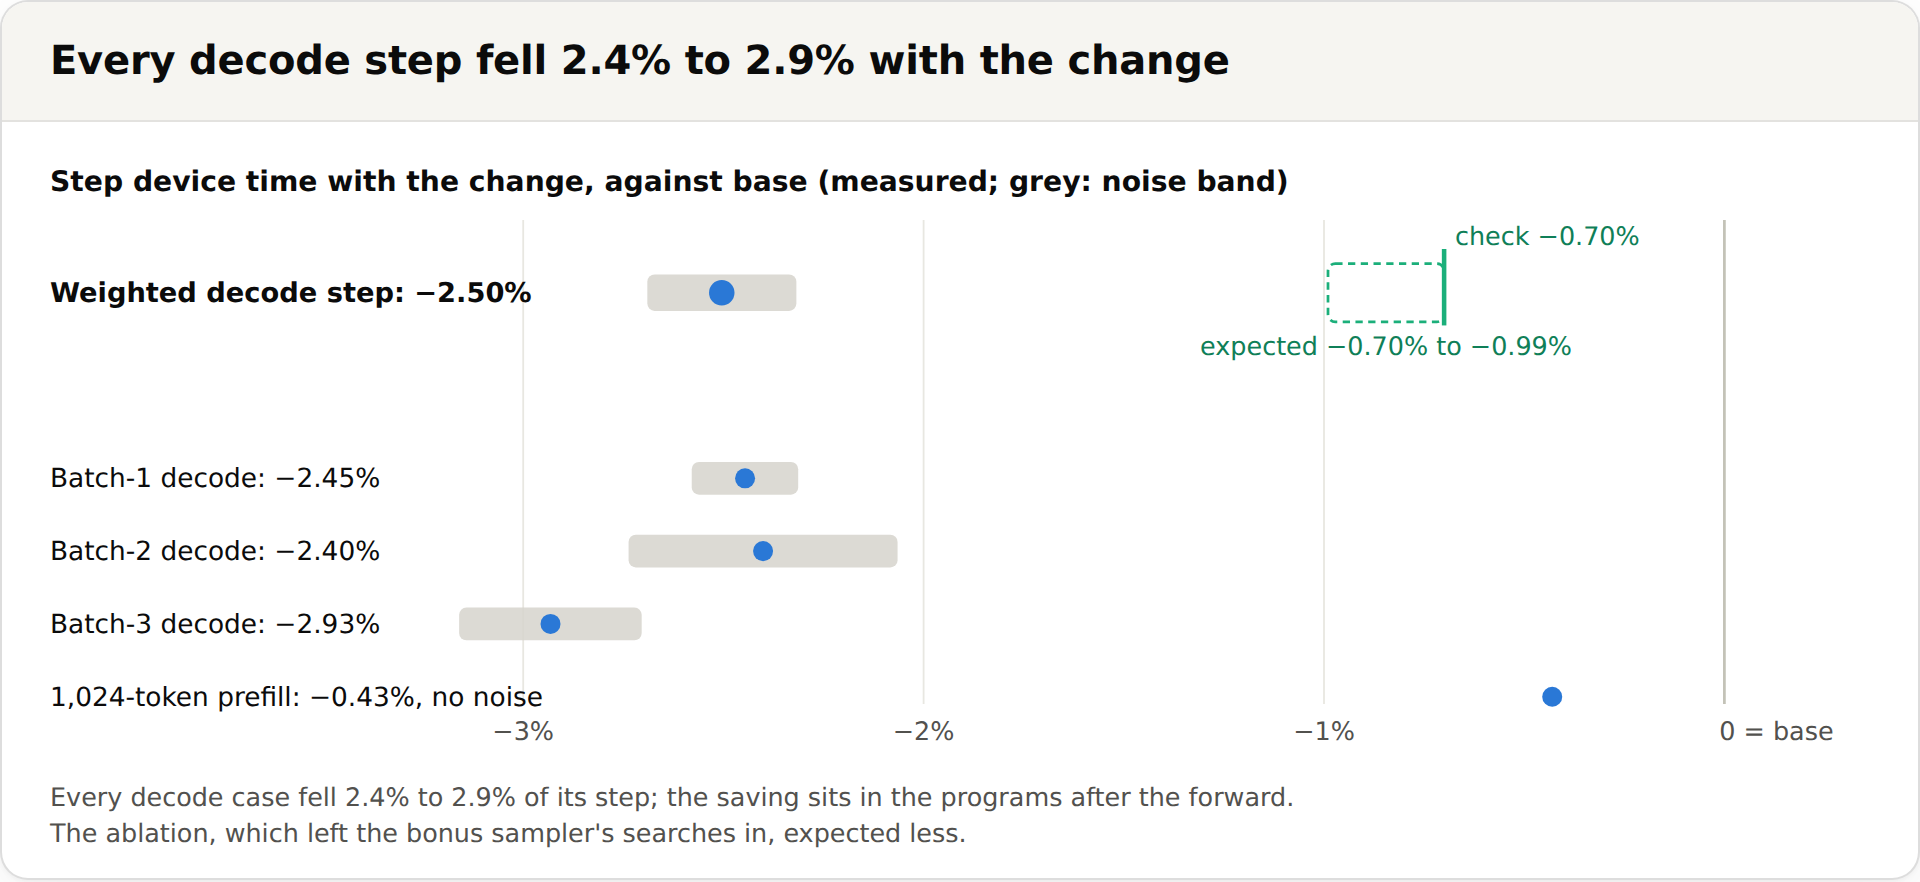 Every decode step fell 2.4% to 2.9% with the change
Step device time with the change, against base (measured; grey: noise band)
check −0.70%
Weighted decode step: −2.50%
expected −0.70% to −0.99%
Batch-1 decode: −2.45%
Batch-2 decode: −2.40%
Batch-3 decode: −2.93%
1,024-token prefill: −0.43%, no noise
−3%
−2%
−1%
0 = base
Every decode case fell 2.4% to 2.9% of its step; the saving sits in the programs after the forward.
The ablation, which left the bonus sampler's searches in, expected less.